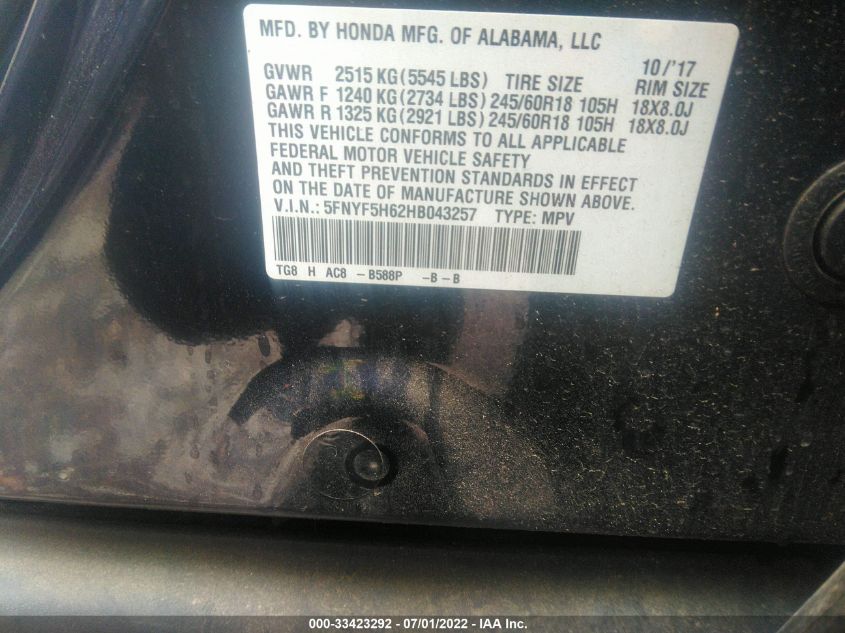 MFD. BY HONDA MFG. OF ALABAMA, LLC
10/'17
GVWR 2515 KG(5545 LBS) TIRE SIZE RIM SIZE
GAWR F 1240 KG(2734 LBS) 245/60R18 105H 18X8.0J
GAWR R 1325 KG(2921 LBS) 245/60R18 105H 18X8.0J
THIS VEHICLE CONFORMS TO ALL APPLICABLE
FEDERAL MOTOR VEHICLE SAFETY
AND THEFT PREVENTION STANDARDS IN EFFECT
ON THE DATE OF MANUFACTURE SHOWN ABOVE.
V.I.N.: 5FNYF5H62HB043257 TYPE: MPV
TG8 H AC8 - B588P -B-B
000-33423292 - 07/01/2022 - IAA Inc.